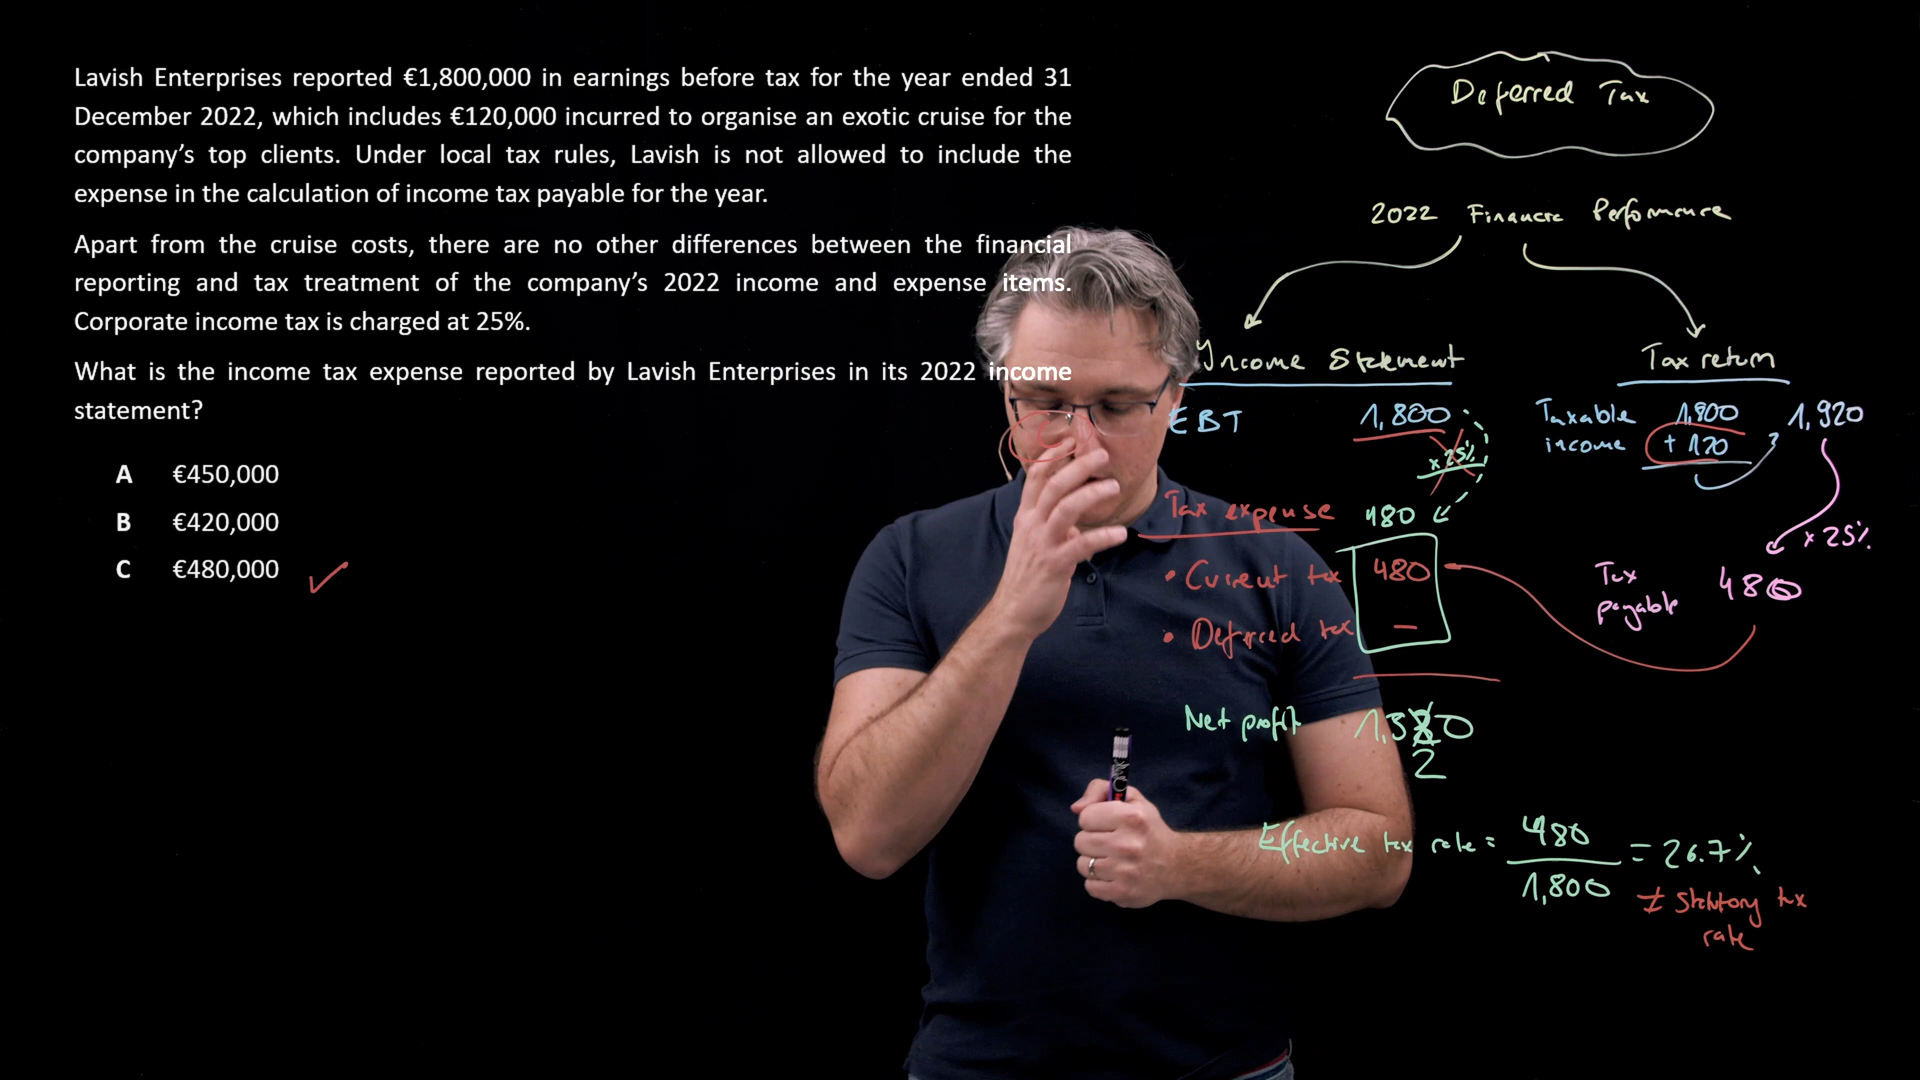 Lavish Enterprises reported €1,800,000 in earnings before tax for the year ended 31
December 2022, which includes €120,000 incurred to organise an exotic cruise for the
company’s top clients. Under local tax rules, Lavish is not allowed to include the
expense in the calculation of income tax payable for the year.
Apart from the cruise costs, there are no other differences between the financial
reporting and tax treatment of the company’s 2022 income and expense items.
Corporate income tax is charged at 25%.
What is the income tax expense reported by Lavish Enterprises in its 2022 income
statement?
A €450,000
B €420,000
C €480,000
Deferred Tax
2022 Finance Performance
Income Statement
EBT 1,800
x 25%
Tax expense 480
• Current tax 480
• Deferred tax –
Net profit 1,320
2
Effective tax rate = 480 / 1,800 = 26.7%
≠ Statutory tax
rate
Tax return
Taxable 1,800 1,920
income + 120
x 25%
Tax
payable 480